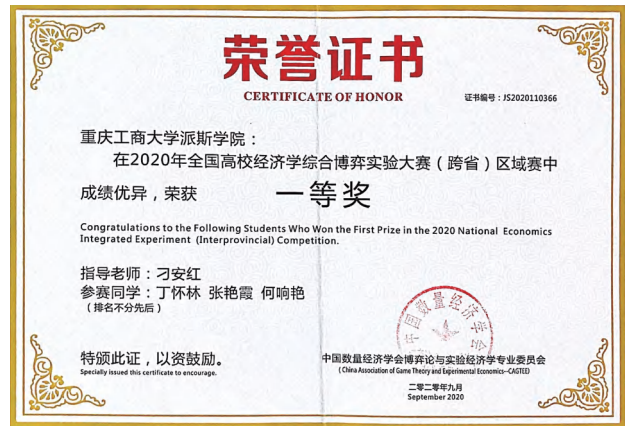 荣誉证书
CERTIFICATE OF HONOR
证书编号：JS2020110366
重庆工商大学派斯学院：
在2020年全国高校经济学综合博弈实验大赛（跨省）区域赛中
成绩优异，荣获 一等奖
Congratulations to the Following Students Who Won the First Prize in the 2020 National Economics
Integrated Experiment (Interprovincial) Competition.
指导老师：刁安红
参赛同学：丁怀林 张艳霞 何响艳
（排名不分先后）
中国数量经济学会
特颁此证，以资鼓励。
Specially issued this certificate to encourage.
中国数量经济学会博弈论与实验经济学专业委员会
(China Association of Game Theory and Experimental Economics--CAGTEE)
二零二零年九月
September 2020